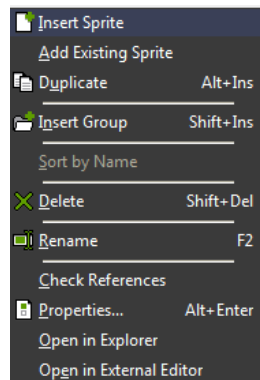 Insert Sprite
Add Existing Sprite
Duplicate Alt+Ins
Insert Group Shift+Ins
Sort by Name
Delete Shift+Del
Rename F2
Check References
Properties... Alt+Enter
Open in Explorer
Open in External Editor